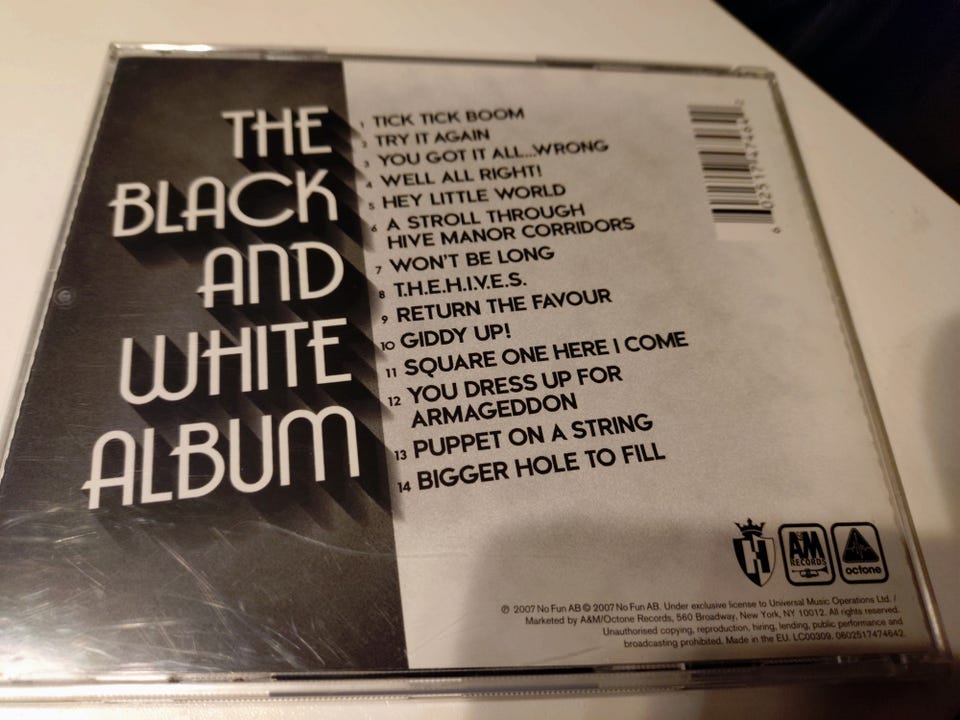 THE
BLACK
AND
WHITE
ALBUM
1 TICK TICK BOOM
2 TRY IT AGAIN
3 YOU GOT IT ALL...WRONG
4 WELL ALL RIGHT!
5 HEY LITTLE WORLD
6 A STROLL THROUGH
HIVE MANOR CORRIDORS
7 WON'T BE LONG
8 T.H.E.H.I.V.E.S.
9 RETURN THE FAVOUR
10 GIDDY UP!
11 SQUARE ONE HERE I COME
12 YOU DRESS UP FOR
ARMAGEDDON
13 PUPPET ON A STRING
14 BIGGER HOLE TO FILL
H
A&M
RECORDS
octone
℗ 2007 No Fun AB © 2007 No Fun AB. Under exclusive license to Universal Music Operations Ltd. /
Marketed by A&M/Octone Records, 560 Broadway, New York, NY 10012. All rights reserved.
Unauthorised copying, reproduction, hiring, lending, public performance and
broadcasting prohibited. Made in the EU. LC00309. 0602517474642.